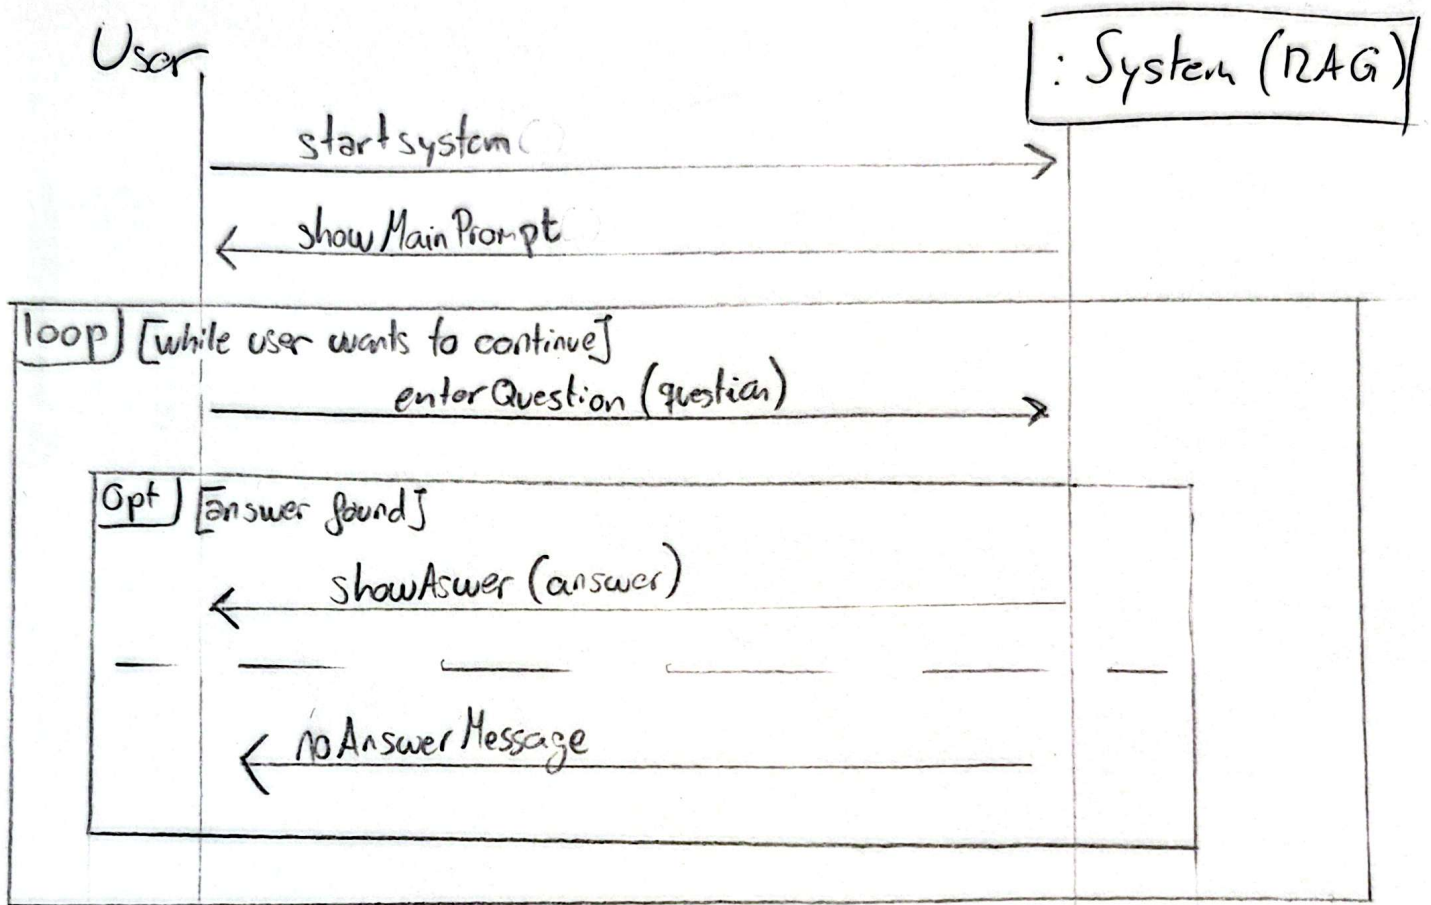 User
: System (RAG)
startsystem
showMainPrompt
loop [while user wants to continue]
enterQuestion (question)
Opt [answer found]
showAswer (answer)
noAnswerMessage